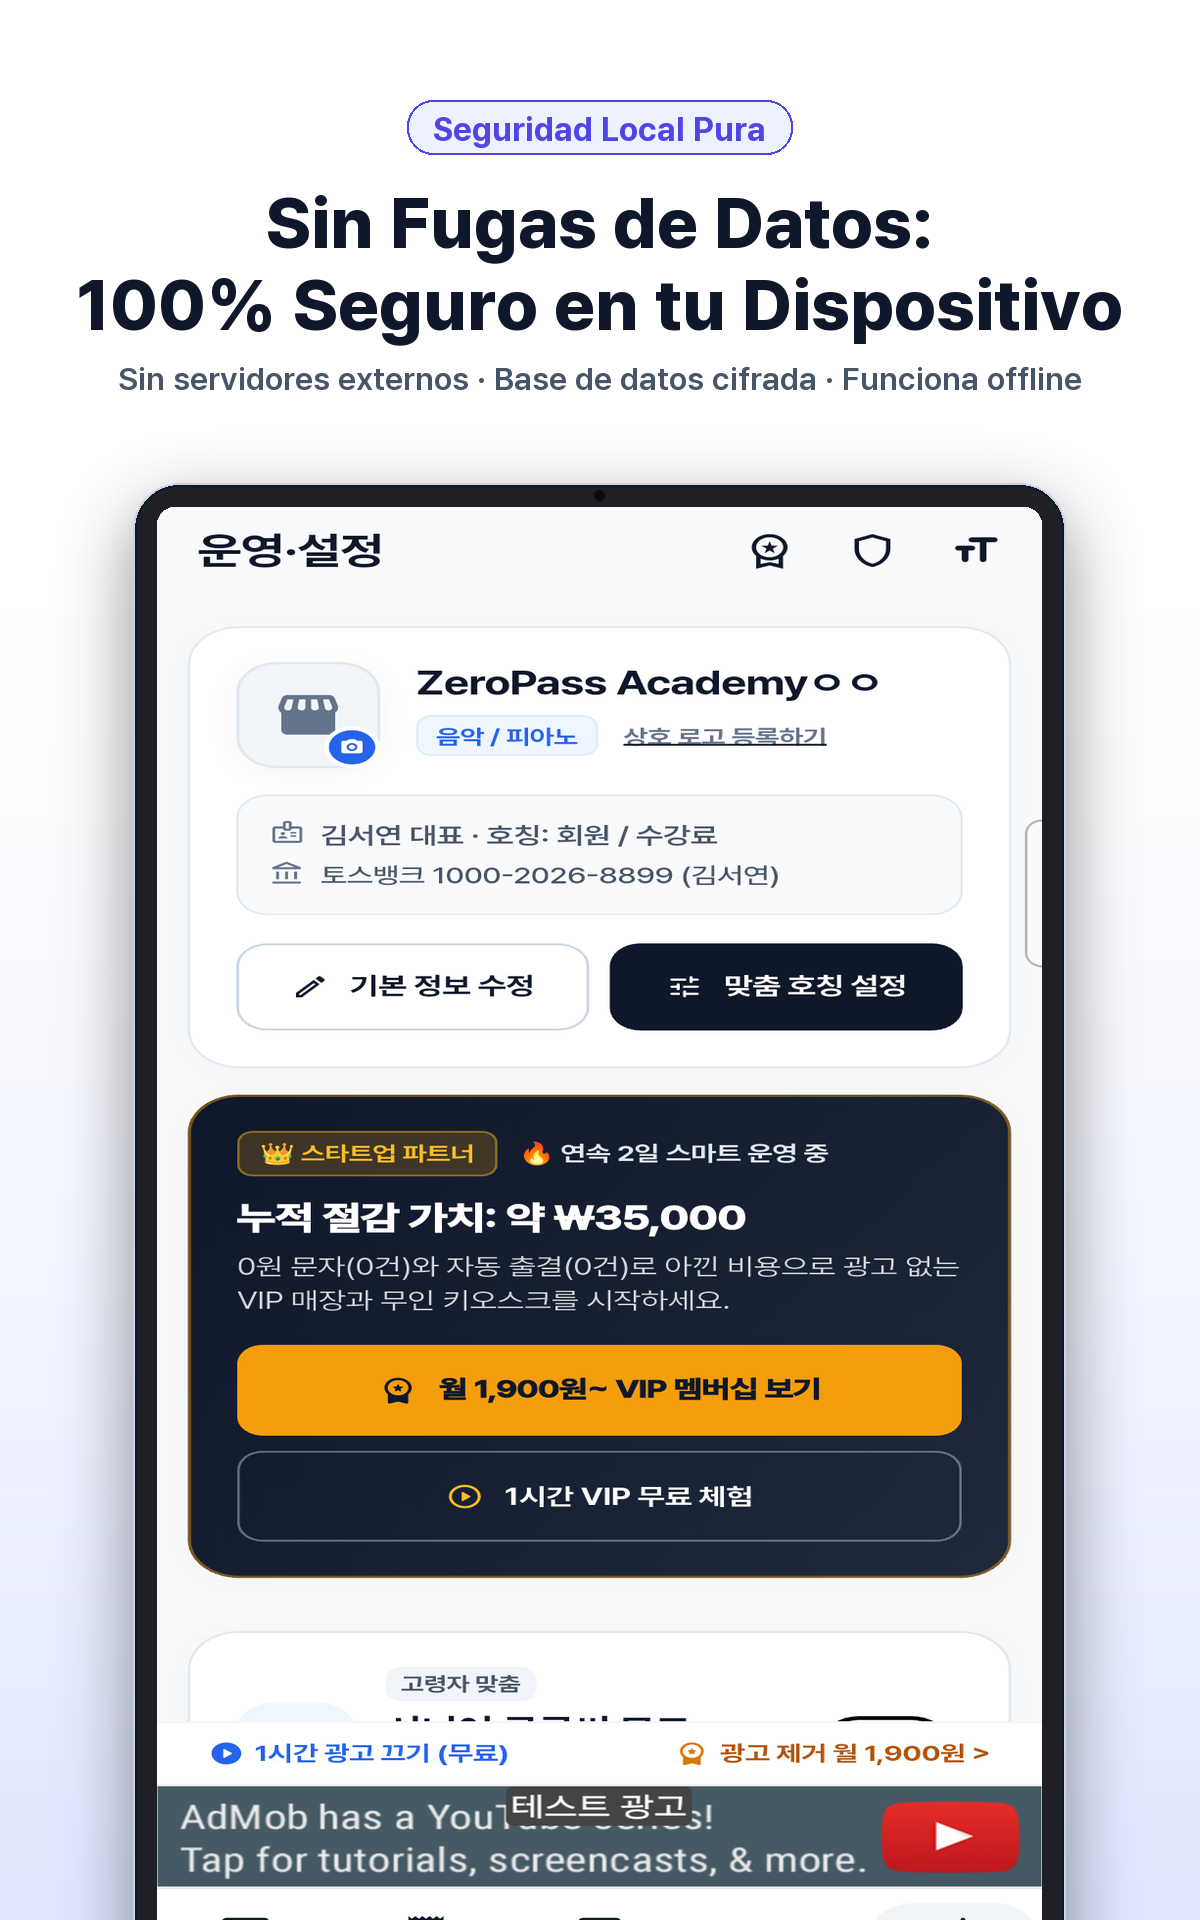 Seguridad Local Pura
Sin Fugas de Datos:
100% Seguro en tu Dispositivo
Sin servidores externos · Base de datos cifrada · Funciona offline
운영·설정
ZeroPass Academyㅇㅇ
음악 / 피아노
상호 로고 등록하기
김서연 대표 · 호칭: 회원 / 수강료
토스뱅크 1000-2026-8899 (김서연)
기본 정보 수정
맞춤 호칭 설정
👑 스타트업 파트너
🔥 연속 2일 스마트 운영 중
누적 절감 가치: 약 ₩35,000
0원 문자(0건)와 자동 출결(0건)로 아낀 비용으로 광고 없는
VIP 매장과 무인 키오스크를 시작하세요.
월 1,900원~ VIP 멤버십 보기
1시간 VIP 무료 체험
고령자 맞춤
1시간 광고 끄기 (무료)
광고 제거 월 1,900원 >
테스트 광고
AdMob has a YouTube series!
Tap for tutorials, screencasts, & more.